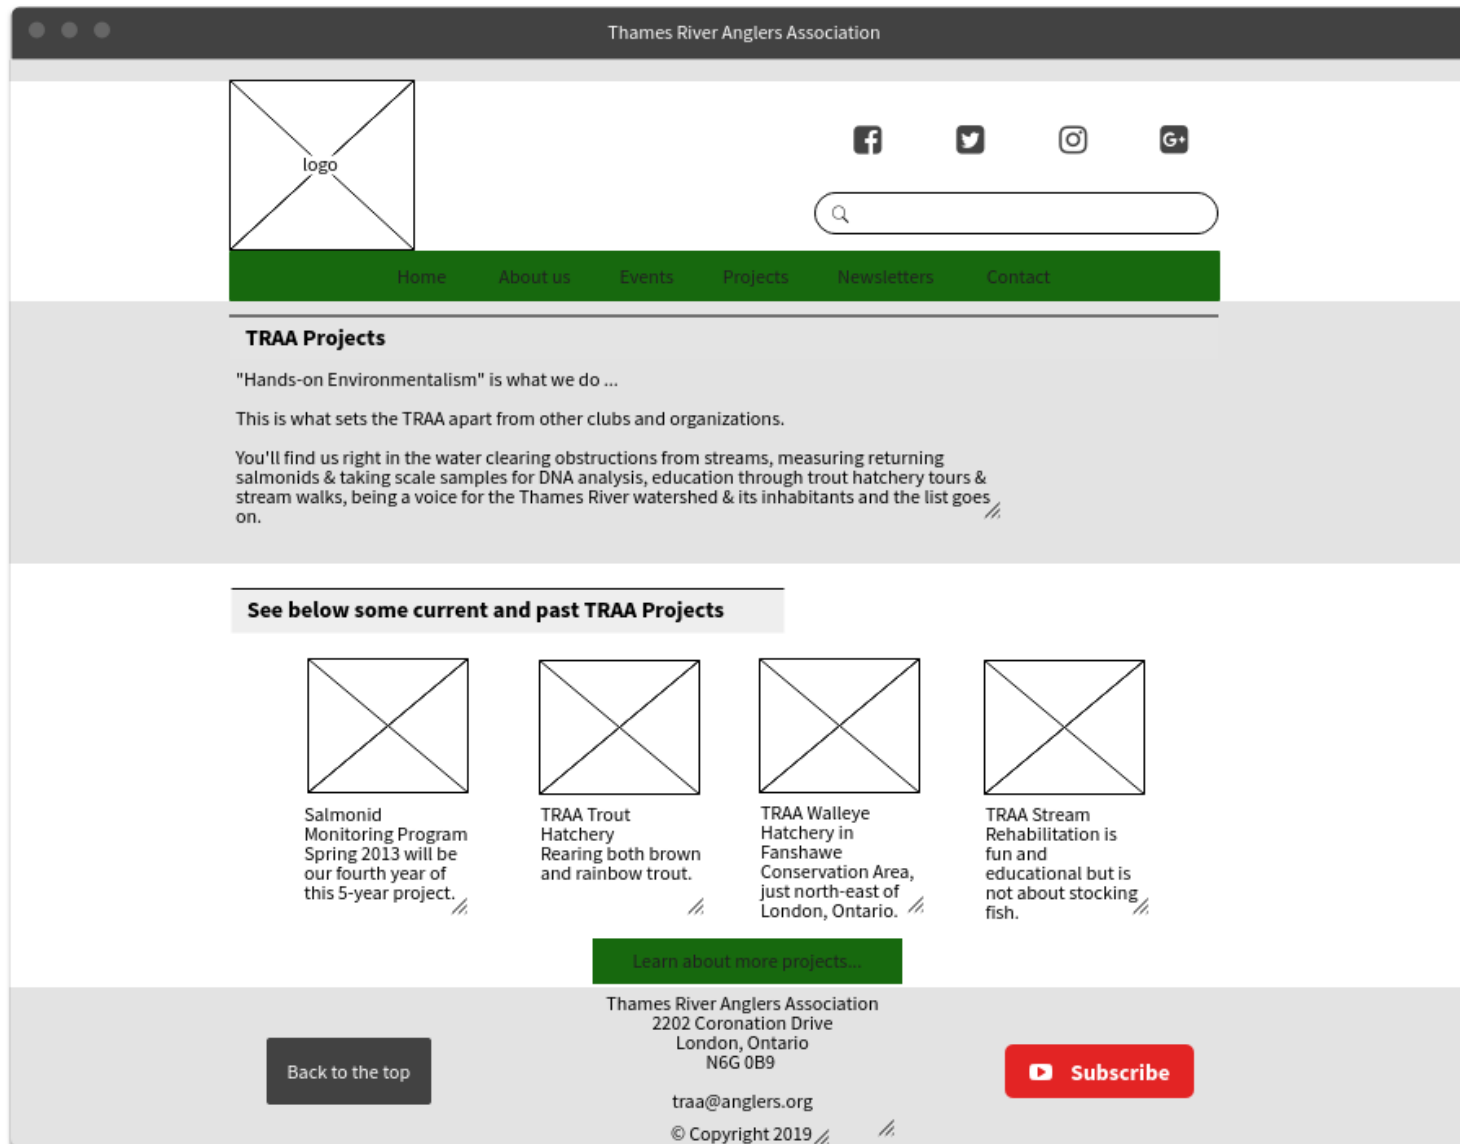 Thames River Anglers Association
logo
Home About us Events Projects Newsletters Contact
TRAA Projects
"Hands-on Environmentalism" is what we do ...
This is what sets the TRAA apart from other clubs and organizations.
You'll find us right in the water clearing obstructions from streams, measuring returning
salmonids & taking scale samples for DNA analysis, education through trout hatchery tours &
stream walks, being a voice for the Thames River watershed & its inhabitants and the list goes
on.
See below some current and past TRAA Projects
Salmonid
Monitoring Program
Spring 2013 will be
our fourth year of
this 5-year project.
TRAA Trout
Hatchery
Rearing both brown
and rainbow trout.
TRAA Walleye
Hatchery in
Fanshawe
Conservation Area,
just north-east of
London, Ontario.
TRAA Stream
Rehabilitation is
fun and
educational but is
not about stocking
fish.
Learn about more projects...
Thames River Anglers Association
2202 Coronation Drive
London, Ontario
N6G 0B9
traa@anglers.org
© Copyright 2019
Back to the top
Subscribe